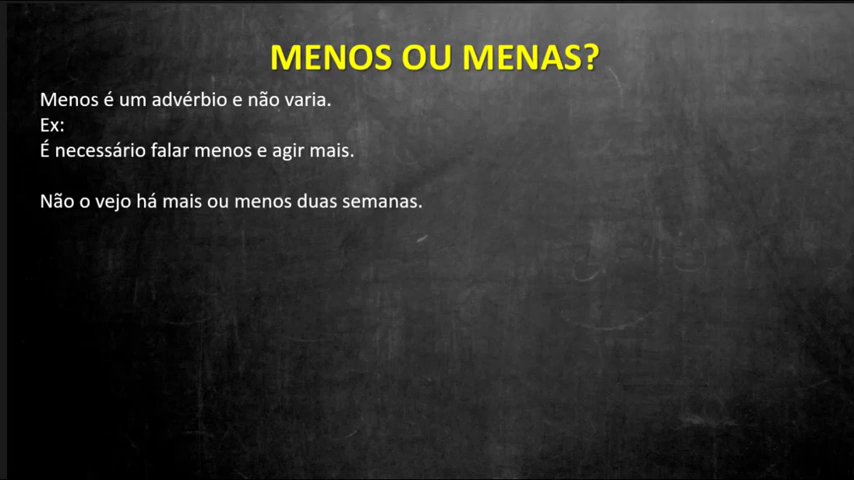 MENOS OU MENAS?
Menos é um advérbio e não varia.
Ex:
É necessário falar menos e agir mais.
Não o vejo há mais ou menos duas semanas.